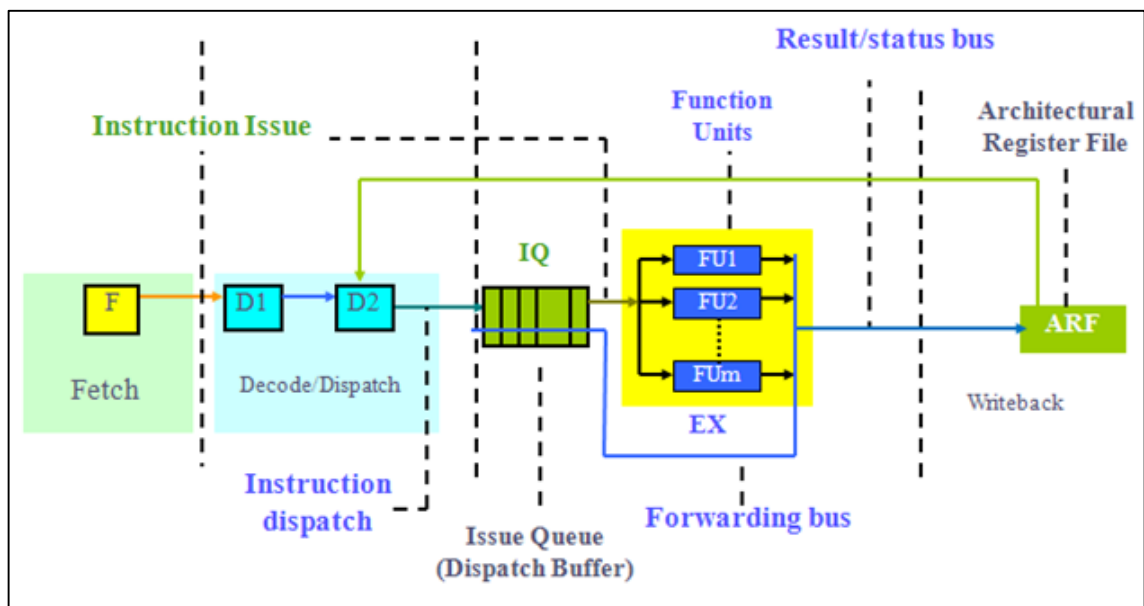 Result/status bus
Instruction Issue
Function
Units
Architectural
Register File
IQ
F
D1
D2
FU1
FU2
FUm
ARF
Fetch
Decode/Dispatch
EX
Writeback
Instruction
dispatch
Issue Queue
(Dispatch Buffer)
Forwarding bus